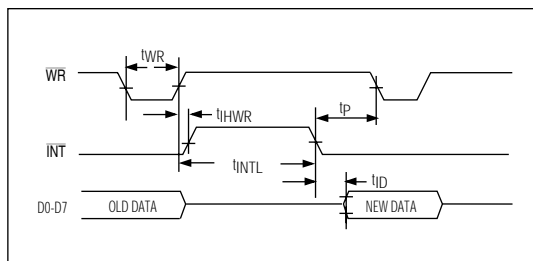 tWR
WR
tIHWR
tP
INT
tINTL
tID
D0-D7 OLD DATA NEW DATA